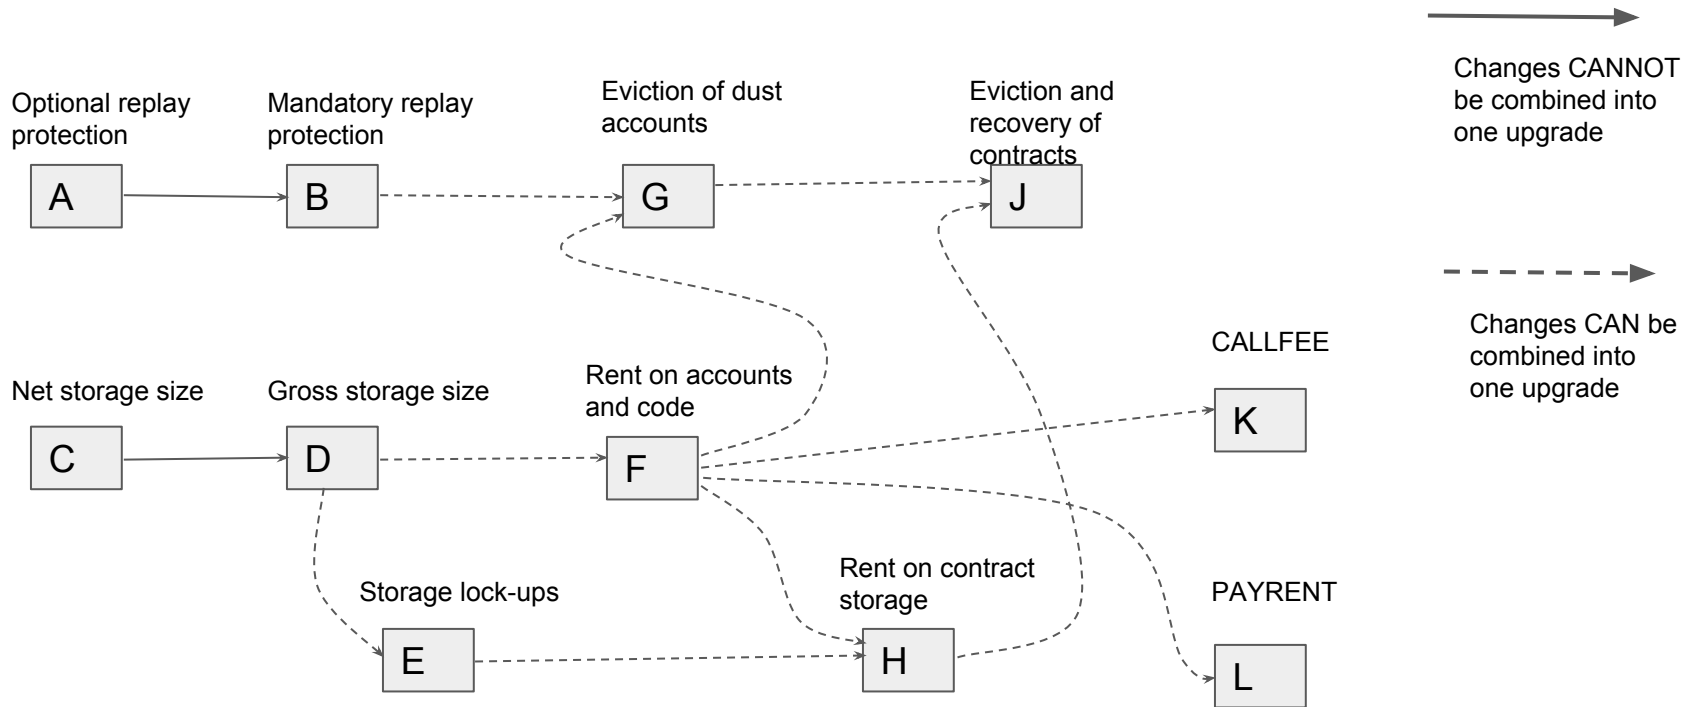 Changes CANNOT
be combined into
one upgrade
Optional replay
protection
Mandatory replay
protection
Eviction of dust
accounts
Eviction and
recovery of
contracts
A
B
G
J
Changes CAN be
combined into
one upgrade
CALLFEE
Net storage size
Gross storage size
Rent on accounts
and code
K
C
D
F
Storage lock-ups
Rent on contract
storage
PAYRENT
E
H
L